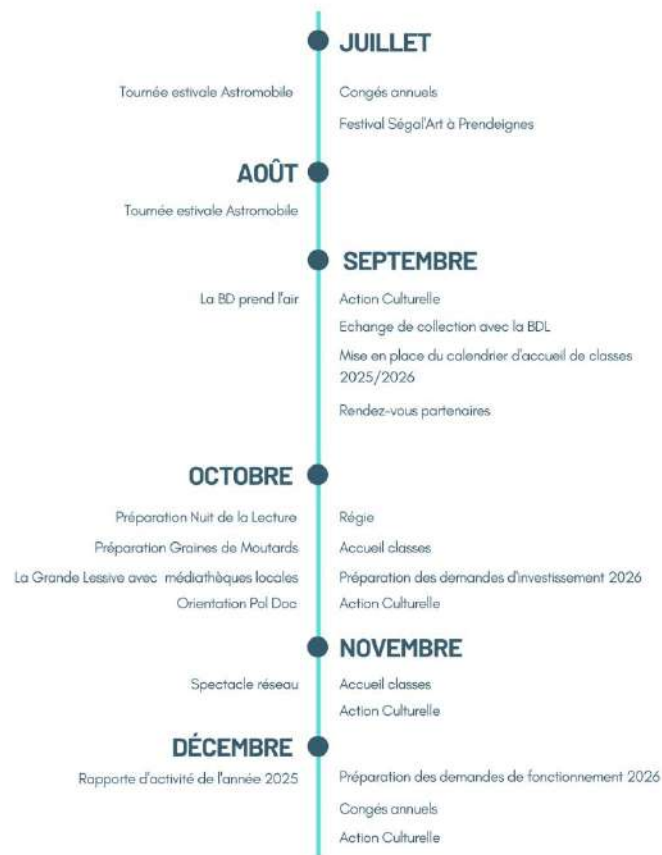 JUILLET
Tournée estivale Astromobile
Congés annuels
Festival Ségal'Art à Prendeignes
AOÛT
Tournée estivale Astromobile
SEPTEMBRE
La BD prend l'air
Action Culturelle
Echange de collection avec la BDL
Mise en place du calendrier d'accueil de classes
2025/2026
Rendez-vous partenaires
OCTOBRE
Préparation Nuit de la Lecture
Régie
Préparation Graines de Moutards
Accueil classes
La Grande Lessive avec médiathèques locales
Préparation des demandes d'investissement 2026
Orientation Pol Doc
Action Culturelle
NOVEMBRE
Spectacle réseau
Accueil classes
Action Culturelle
DÉCEMBRE
Rapporte d'activité de l'année 2025
Préparation des demandes de fonctionnement 2026
Congés annuels
Action Culturelle